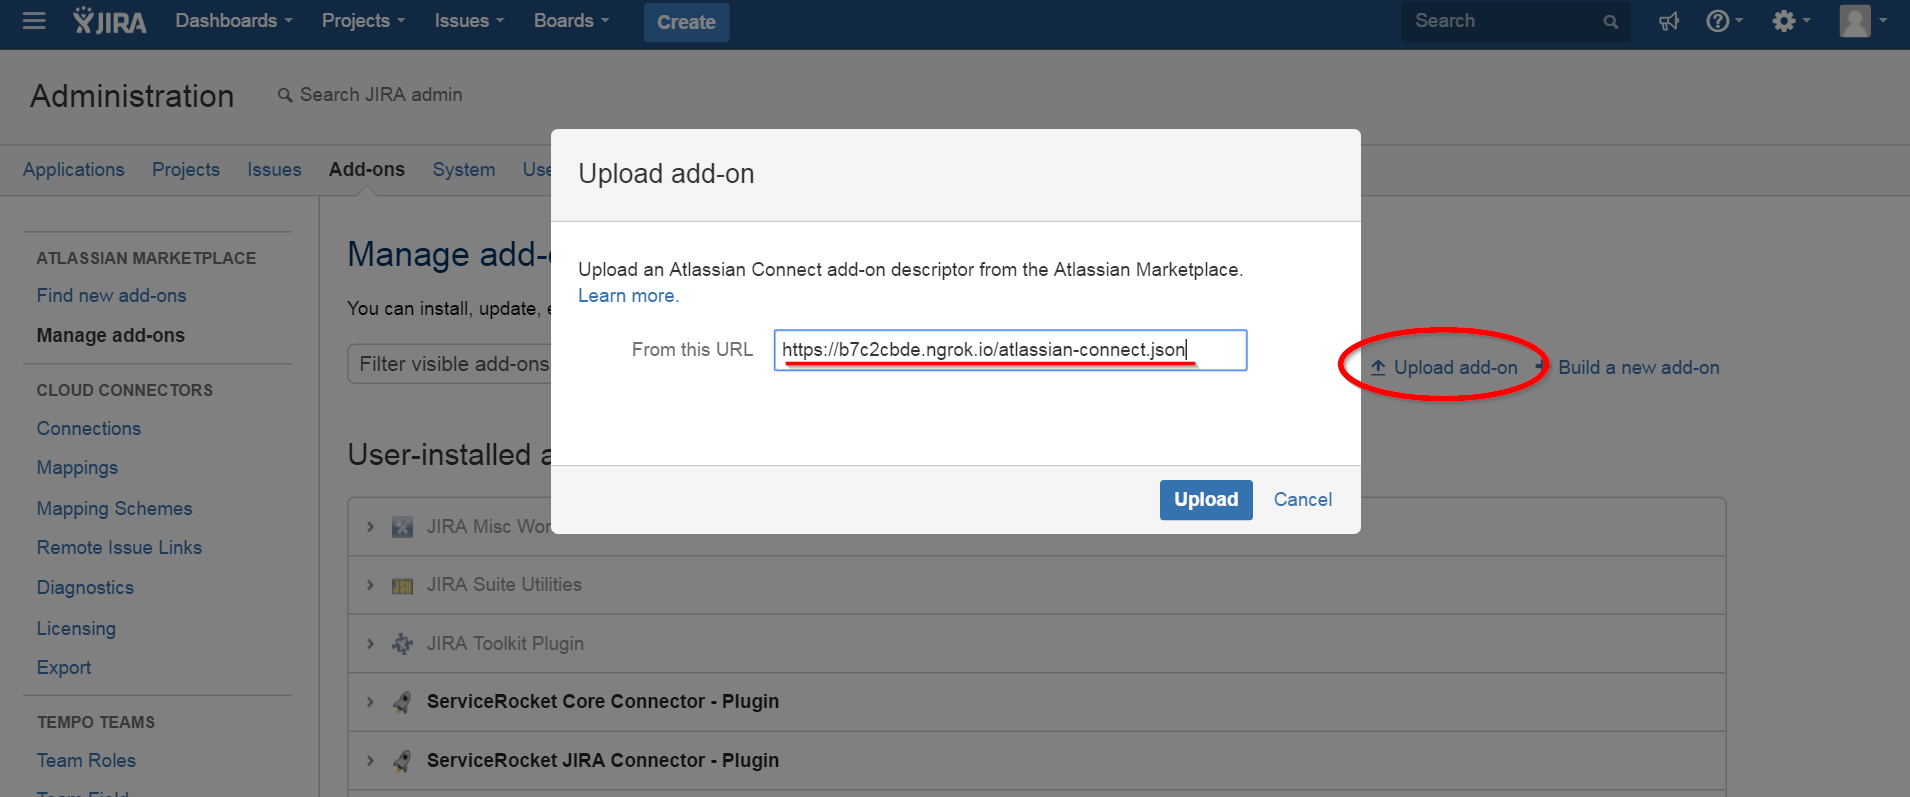 JIRA Dashboards Projects Issues Boards Create Search
Administration Search JIRA admin
Applications Projects Issues Add-ons System Use
Upload add-on
Upload an Atlassian Connect add-on descriptor from the Atlassian Marketplace.
Learn more.
From this URL https://b7c2cbde.ngrok.io/atlassian-connect.json
Upload Cancel
ATLASSIAN MARKETPLACE
Find new add-ons
Manage add-ons
CLOUD CONNECTORS
Connections
Mappings
Mapping Schemes
Remote Issue Links
Diagnostics
Licensing
Export
TEMPO TEAMS
Team Roles
Team Field
Manage add-
You can install, update,
Filter visible add-ons
Upload add-on Build a new add-on
User-installed
JIRA Misc Wor
JIRA Suite Utilities
JIRA Toolkit Plugin
ServiceRocket Core Connector - Plugin
ServiceRocket JIRA Connector - Plugin